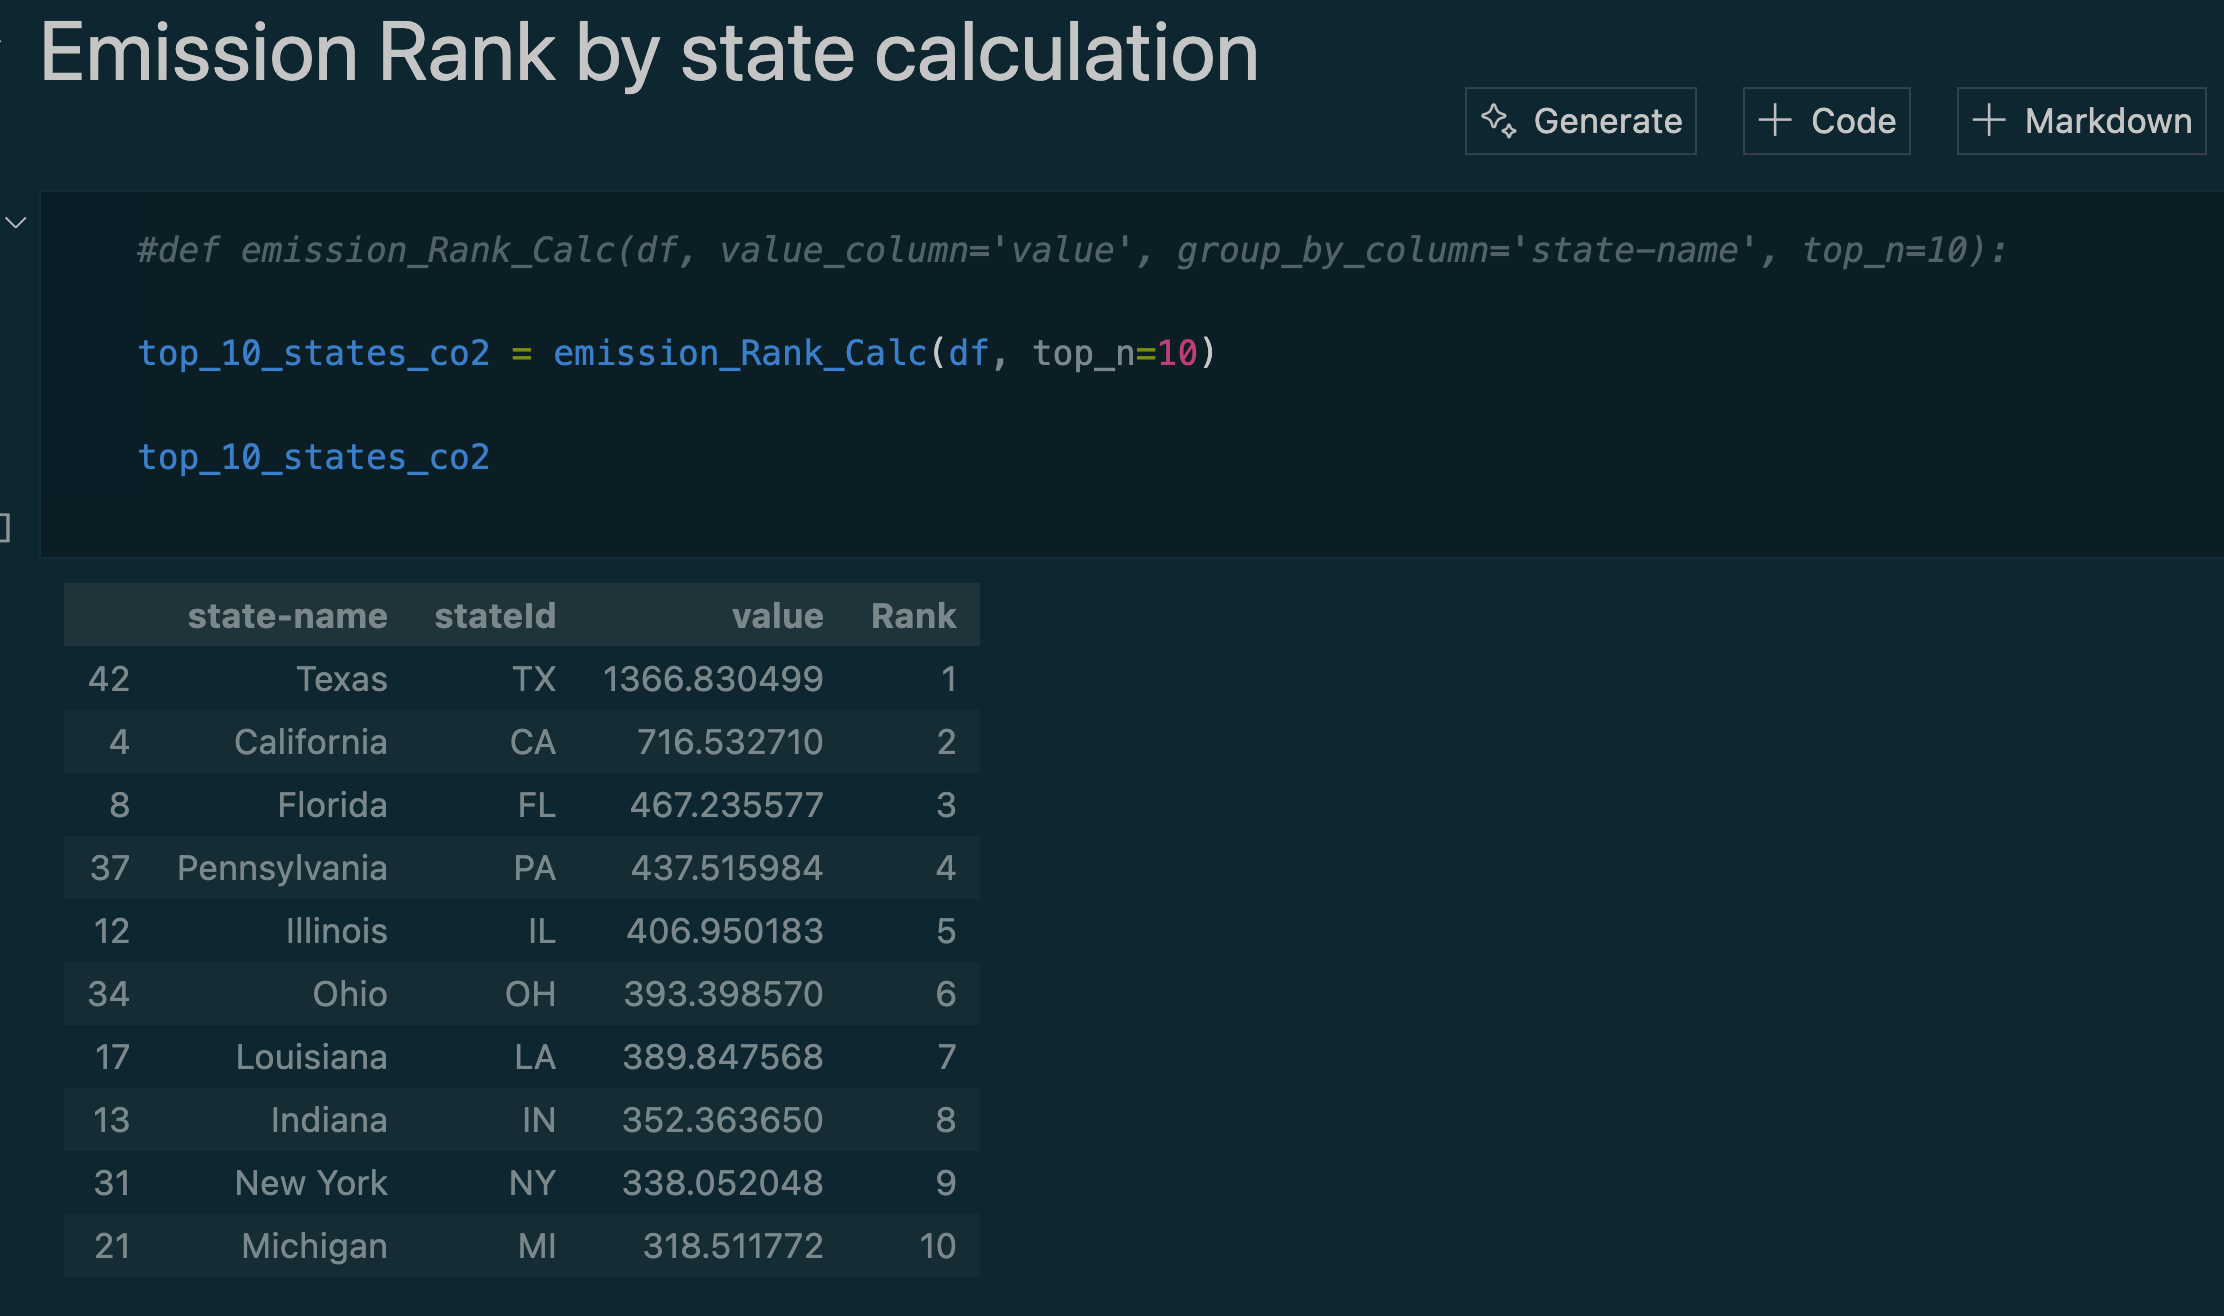 Emission Rank by state calculation
Generate + Code + Markdown
#def emission_Rank_Calc(df, value_column='value', group_by_column='state-name', top_n=10):
top_10_states_co2 = emission_Rank_Calc(df, top_n=10)
top_10_states_co2
]
state-name stateId value Rank
42 Texas TX 1366.830499 1
4 California CA 716.532710 2
8 Florida FL 467.235577 3
37 Pennsylvania PA 437.515984 4
12 Illinois IL 406.950183 5
34 Ohio OH 393.398570 6
17 Louisiana LA 389.847568 7
13 Indiana IN 352.363650 8
31 New York NY 338.052048 9
21 Michigan MI 318.511772 10